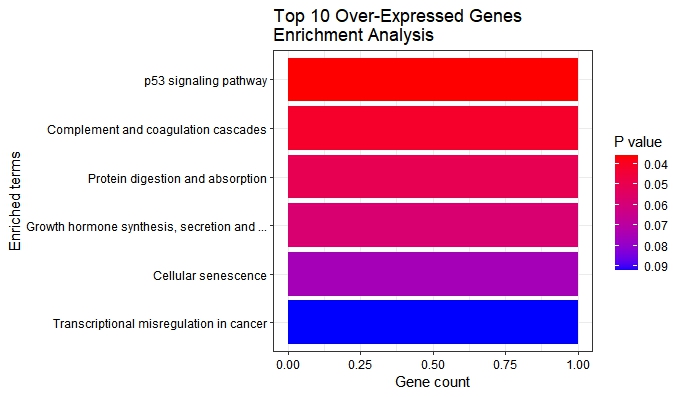 Top 10 Over-Expressed Genes
Enrichment Analysis
Enriched terms
p53 signaling pathway
Complement and coagulation cascades
Protein digestion and absorption
Growth hormone synthesis, secretion and ...
Cellular senescence
Transcriptional misregulation in cancer
0.00 0.25 0.50 0.75 1.00
Gene count
P value
0.04
0.05
0.06
0.07
0.08
0.09